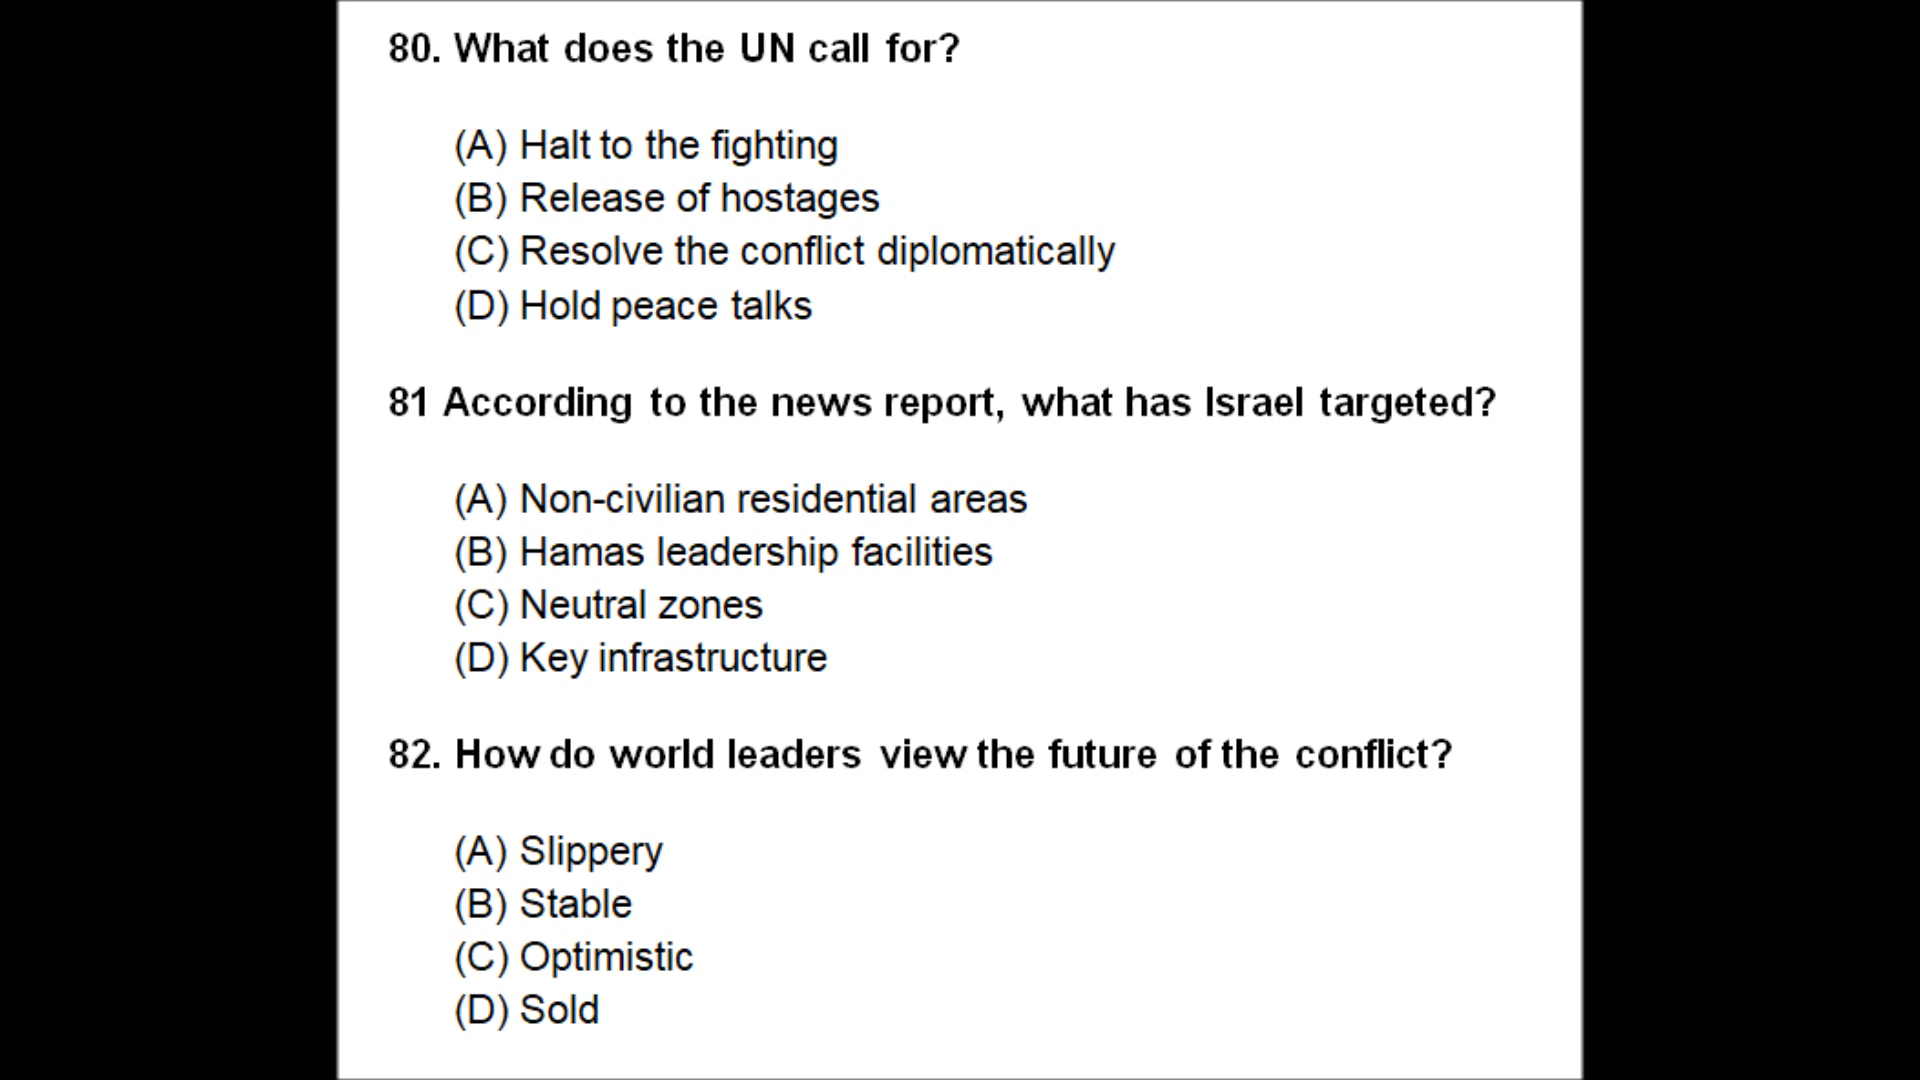 80. What does the UN call for?
(A) Halt to the fighting
(B) Release of hostages
(C) Resolve the conflict diplomatically
(D) Hold peace talks
81 According to the news report, what has Israel targeted?
(A) Non-civilian residential areas
(B) Hamas leadership facilities
(C) Neutral zones
(D) Key infrastructure
82. How do world leaders view the future of the conflict?
(A) Slippery
(B) Stable
(C) Optimistic
(D) Sold